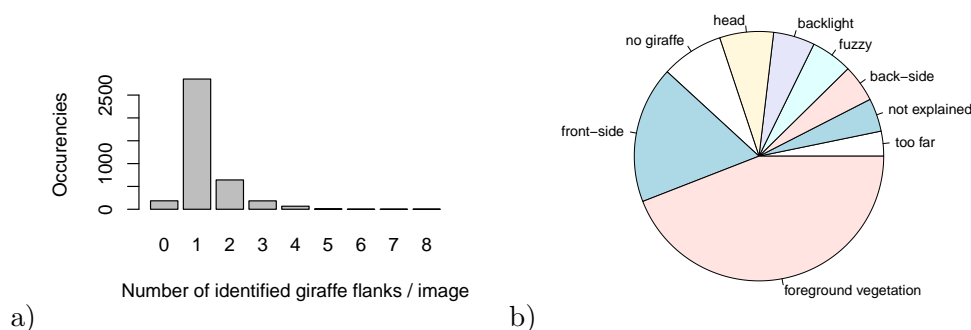 Occurencies
2500
1000
0
0 1 2 3 4 5 6 7 8
Number of identified giraffe flanks / image
a)
head
backlight
no giraffe
fuzzy
back−side
not explained
front−side
too far
foreground vegetation
b)